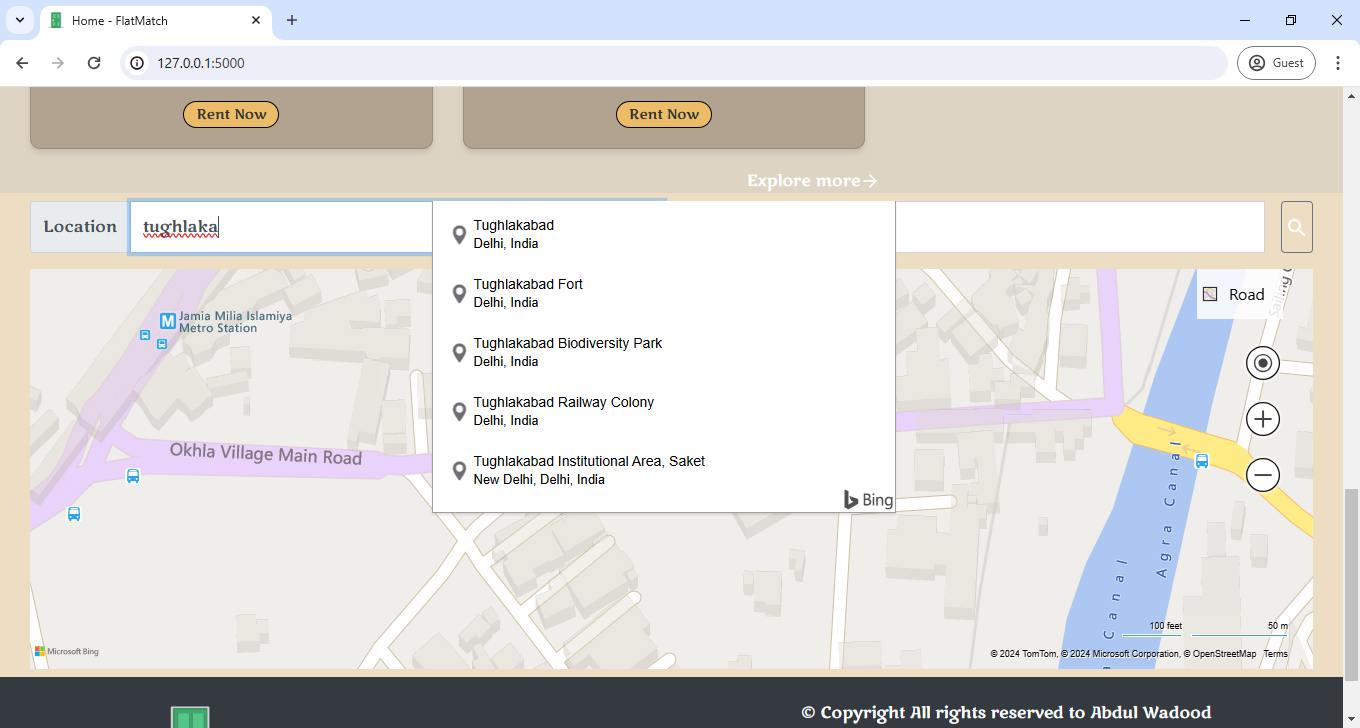 Home - FlatMatch
127.0.0.1:5000
Guest
Rent Now
Rent Now
Explore more→
Location
tughlaka
Tughlakabad
Delhi, India
Tughlakabad Fort
Delhi, India
Tughlakabad Biodiversity Park
Delhi, India
Tughlakabad Railway Colony
Delhi, India
Tughlakabad Institutional Area, Saket
New Delhi, Delhi, India
Bing
Road
M
Jamia Milia Islamiya
Metro Station
Okhla Village Main Road
Agra Canal
Canal
100 feet
50 m
Microsoft Bing
© 2024 TomTom, © 2024 Microsoft Corporation, © OpenStreetMap Terms
© Copyright All rights reserved to Abdul Wadood